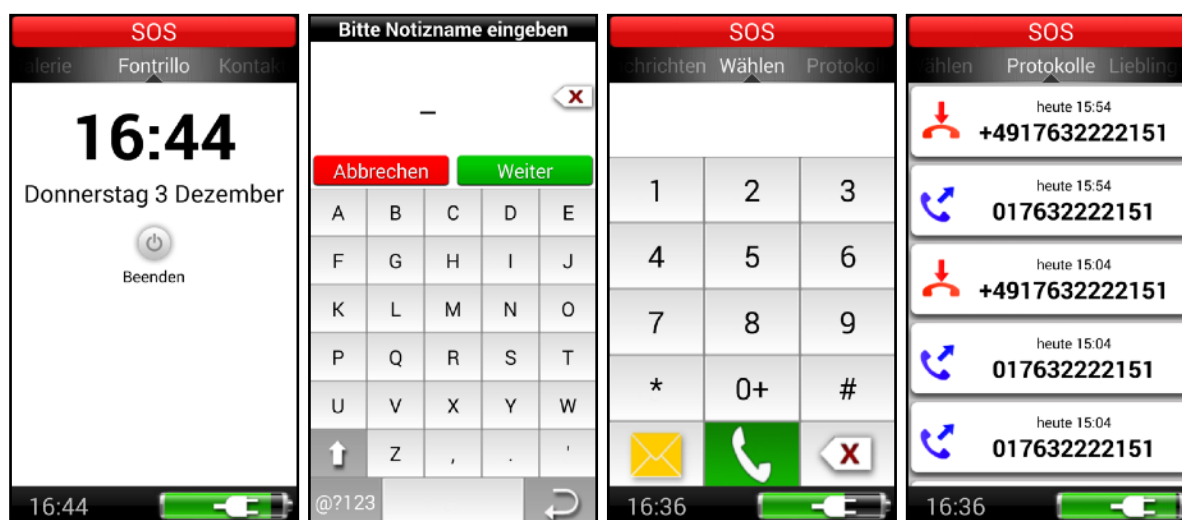 SOS
alerie Fontrillo Kontak
16:44
Donnerstag 3 Dezember
Beenden
16:44
Bitte Notizname eingeben
_
X
Abbrechen Weiter
A B C D E
F G H I J
K L M N O
P Q R S T
U V X Y W
Z , . '
@?123
SOS
chrichten Wählen Protokol
1 2 3
4 5 6
7 8 9
* 0+ #
X
16:36
SOS
ählen Protokolle Liebling
heute 15:54
+4917632222151
heute 15:54
017632222151
heute 15:04
+4917632222151
heute 15:04
017632222151
heute 15:04
017632222151
16:36